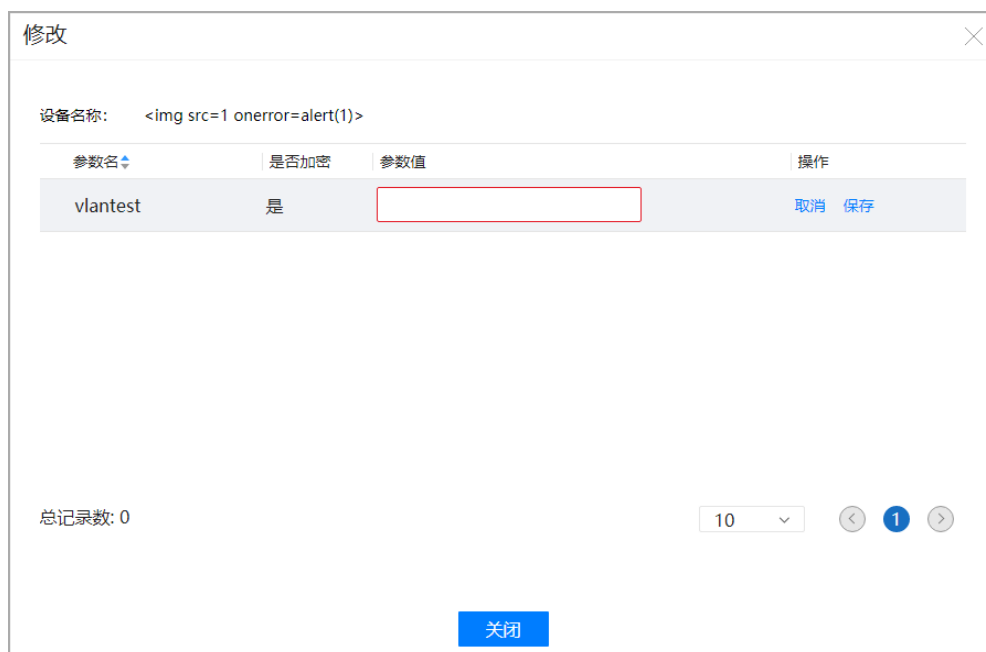 修改
设备名称: <img src=1 onerror=alert(1)>
参数名 是否加密 参数值 操作
vlantest 是 取消 保存
总记录数: 0 10 1
关闭